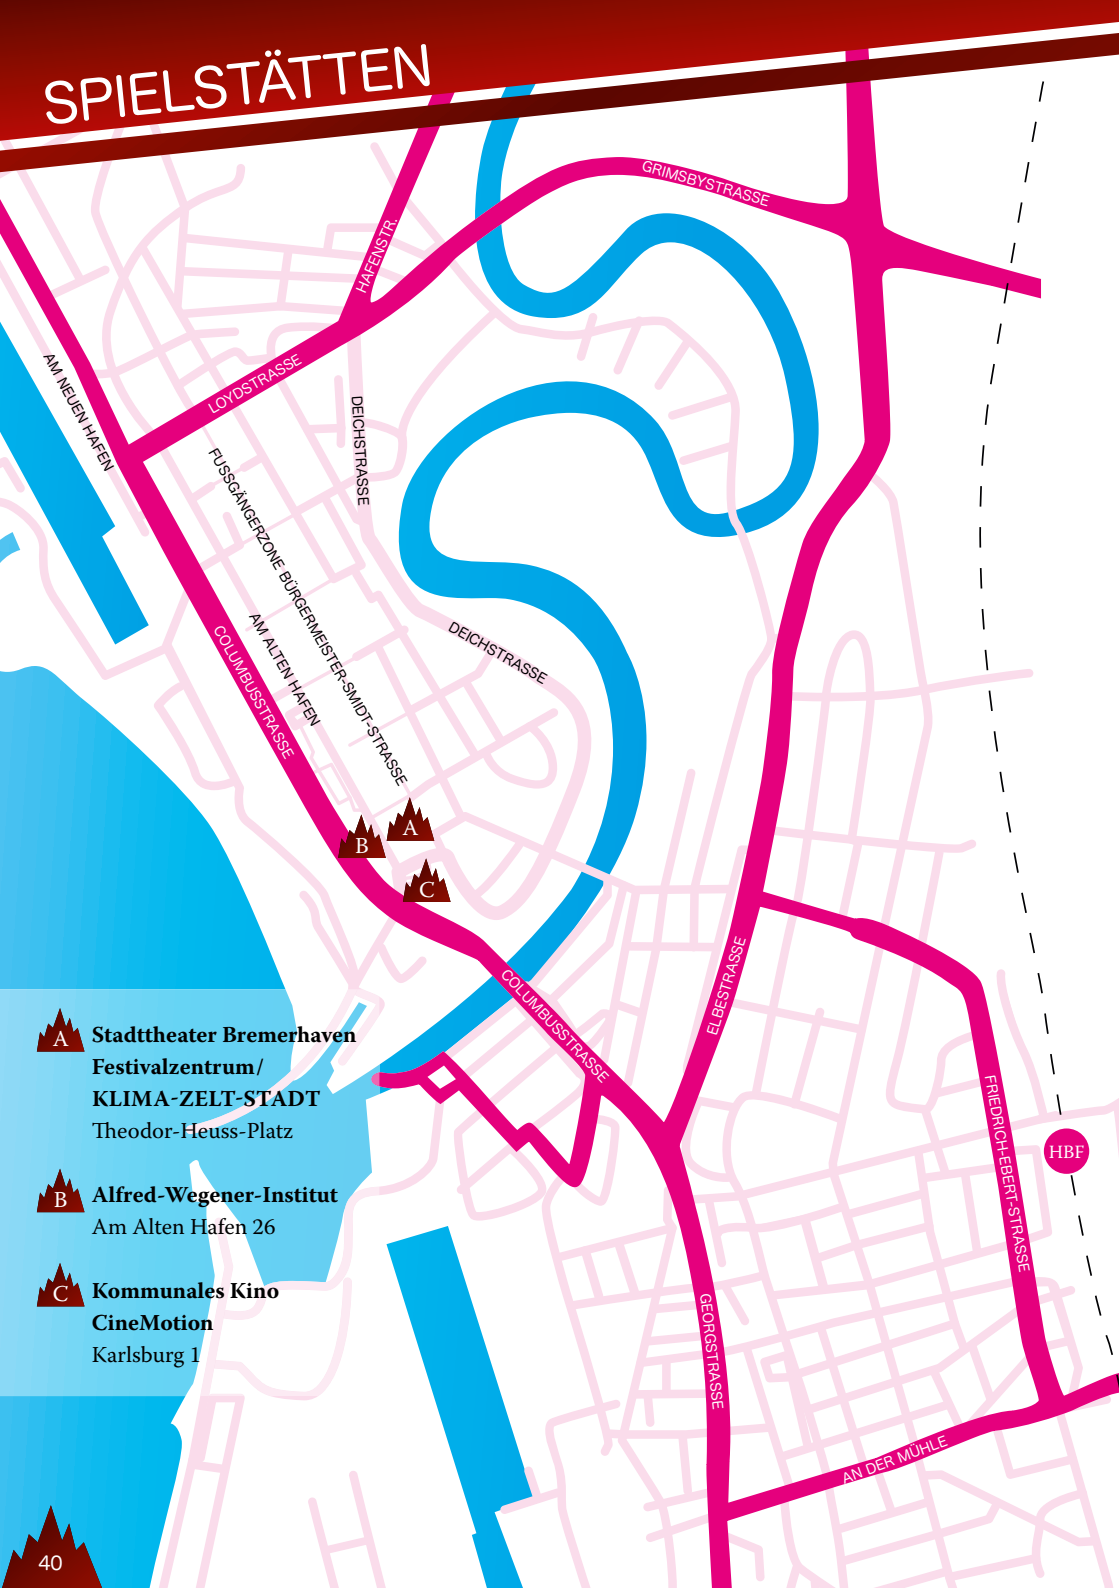 SPIELSTÄTTEN
GRIMSBYSTRASSE
HAFENSTR.
AM NEUEN HAFEN
LOYDSTRASSE
DEICHSTRASSE
FUSSGÄNGERZONE BÜRGERMEISTER-SMIDT-STRASSE
AM ALTEN HAFEN
COLUMBUSSTRASSE
DEICHSTRASSE
A
B
C
COLUMBUSSTRASSE
ELBESTRASSE
FRIEDRICH-EBERT-STRASSE
HBF
GEORGSTRASSE
AN DER MÜHLE
A Stadttheater Bremerhaven
Festivalzentrum/
KLIMA-ZELT-STADT
Theodor-Heuss-Platz
B Alfred-Wegener-Institut
Am Alten Hafen 26
C Kommunales Kino
CineMotion
Karlsburg 1
40